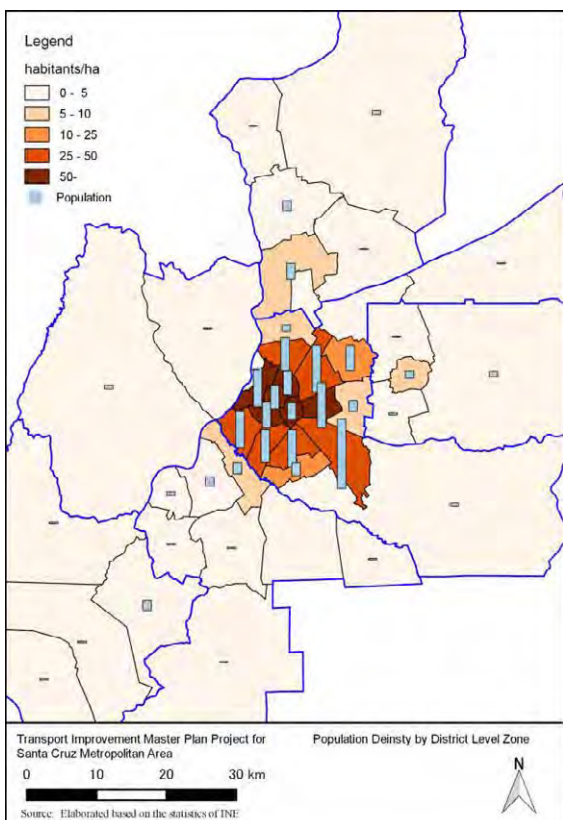 Legend
habitants/ha
0 - 5
5 - 10
10 - 25
25 - 50
50-
Population
Transport Improvement Master Plan Project for
Santa Cruz Metropolitan Area
Population Deinsty by District Level Zone
0 10 20 30 km
N
Source: Elaborated based on the statistics of INE